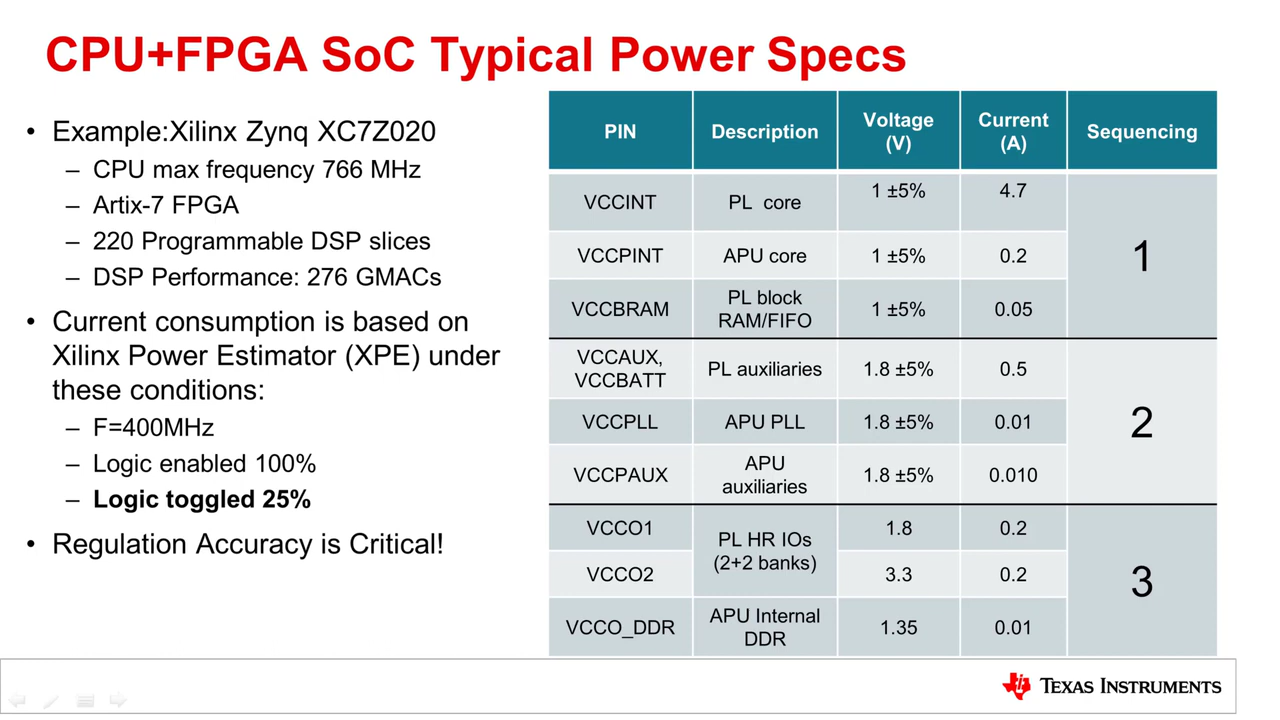 CPU+FPGA SoC Typical Power Specs
• Example:Xilinx Zynq XC7Z020
– CPU max frequency 766 MHz
– Artix-7 FPGA
– 220 Programmable DSP slices
– DSP Performance: 276 GMACs
• Current consumption is based on
Xilinx Power Estimator (XPE) under
these conditions:
– F=400MHz
– Logic enabled 100%
– Logic toggled 25%
• Regulation Accuracy is Critical!
PIN Description Voltage (V) Current (A) Sequencing
VCCINT PL core 1 ±5% 4.7 1
VCCPINT APU core 1 ±5% 0.2
VCCBRAM PL block RAM/FIFO 1 ±5% 0.05
VCCAUX, VCCBATT PL auxiliaries 1.8 ±5% 0.5 2
VCCPLL APU PLL 1.8 ±5% 0.01
VCCPAUX APU auxiliaries 1.8 ±5% 0.010
VCCO1 PL HR IOs (2+2 banks) 1.8 0.2 3
VCCO2 3.3 0.2
VCCO_DDR APU Internal DDR 1.35 0.01
TEXAS INSTRUMENTS